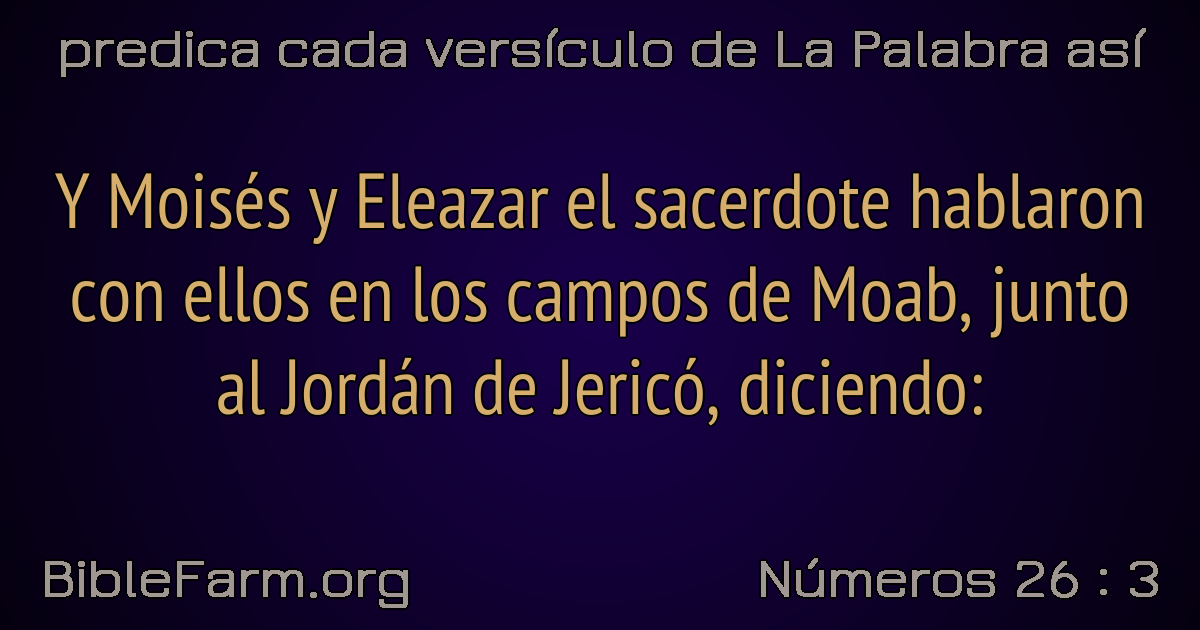 predica cada versículo de La Palabra así
Y Moisés y Eleazar el sacerdote hablaron
con ellos en los campos de Moab, junto
al Jordán de Jericó, diciendo:
BibleFarm.org
Números 26 : 3